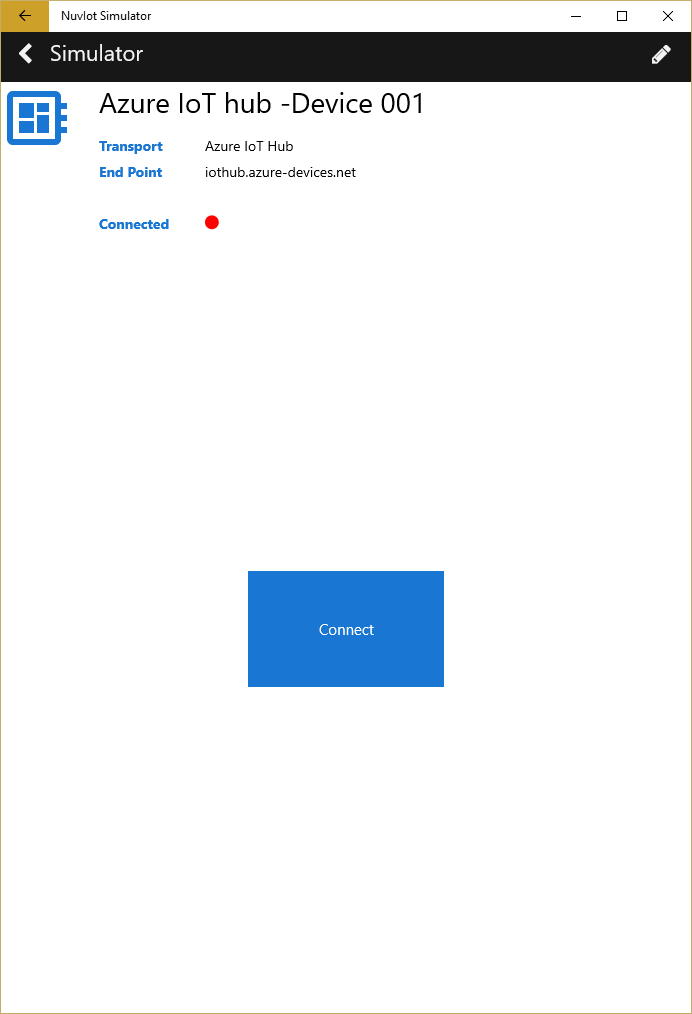 NuvIot Simulator
Simulator
Azure IoT hub -Device 001
Transport Azure IoT Hub
End Point iothub.azure-devices.net
Connected
Connect